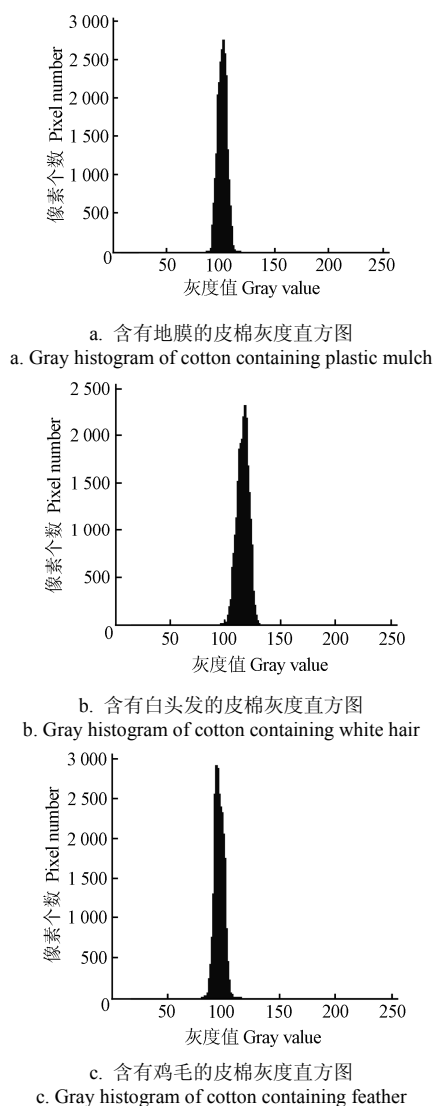 3 000
2 500
2 000
1 500
1 000
500
0
像素个数 Pixel number
50 100 150 200 250
灰度值 Gray value
a. 含有地膜的皮棉灰度直方图
a. Gray histogram of cotton containing plastic mulch
2 500
2 000
1 500
1 000
500
0
像素个数 Pixel number
50 100 150 200 250
灰度值 Gray value
b. 含有白头发的皮棉灰度直方图
b. Gray histogram of cotton containing white hair
3 000
2 500
2 000
1 500
1 000
500
0
像素个数 Pixel number
50 100 150 200 250
灰度值 Gray value
c. 含有鸡毛的皮棉灰度直方图
c. Gray histogram of cotton containing feather